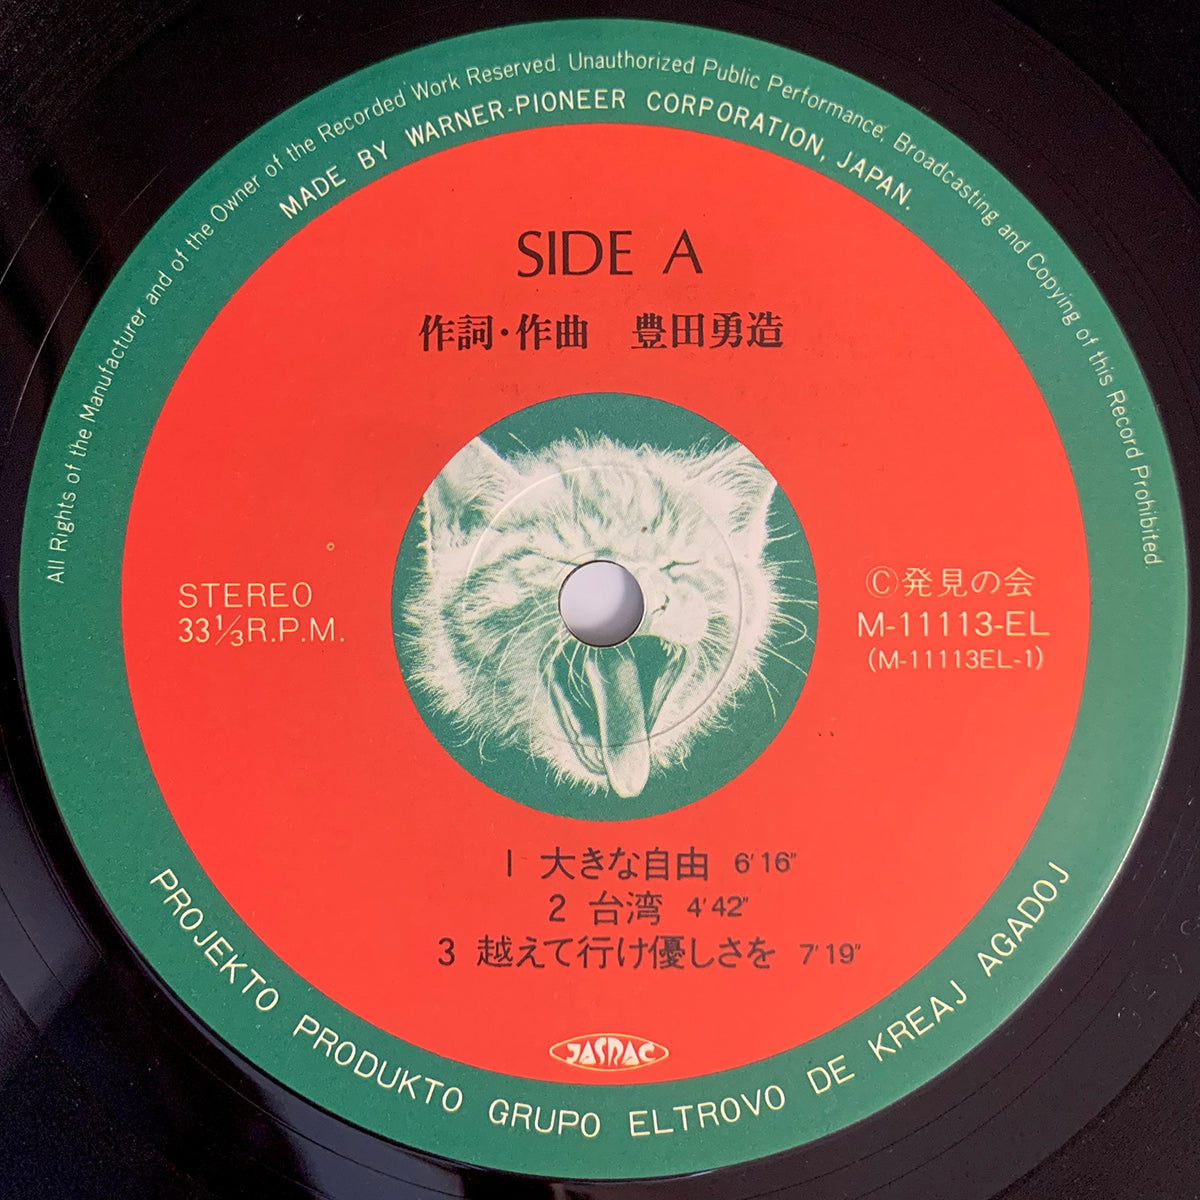 All Rights of the Manufacturer and of the Owner of the Recorded Work Reserved. Unauthorized Public Performance, Broadcasting and Copying of this Record Prohibited
MADE BY WARNER-PIONEER CORPORATION, JAPAN.
SIDE A
作詞・作曲 豊田勇造
STEREO
33⅓R.P.M.
Ⓒ発見の会
M-11113-EL
(M-11113EL-1)
1 大きな自由 6′16″
2 台湾 4′42″
3 越えて行け優しさを 7′19″
JASRAC
PROJEKTO PRODUKTO GRUPO ELTROVO DE KREAJ AGADOJ